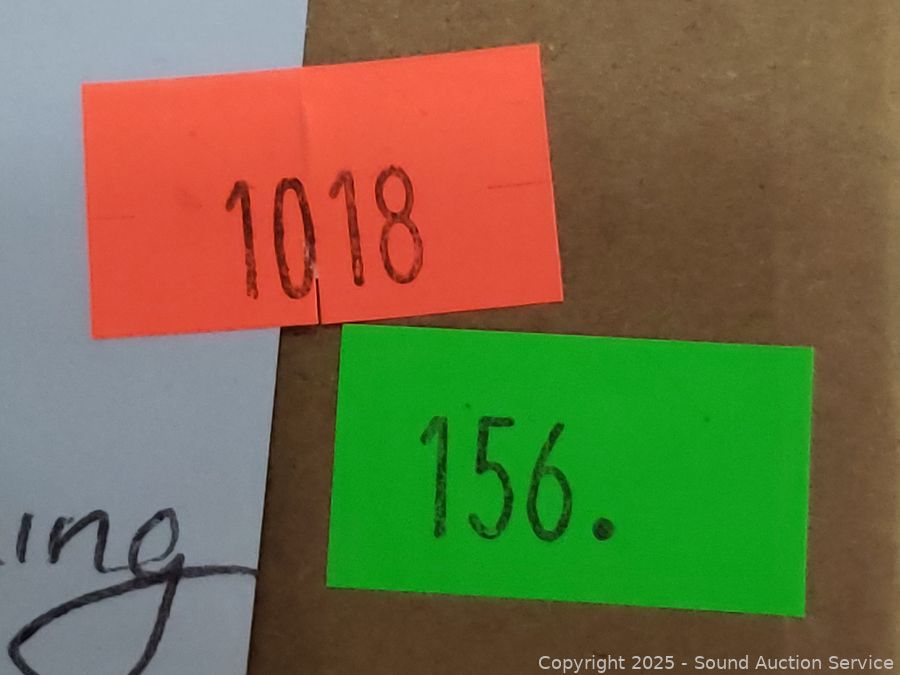 1018
156.
ing
Copyright 2025 - Sound Auction Service